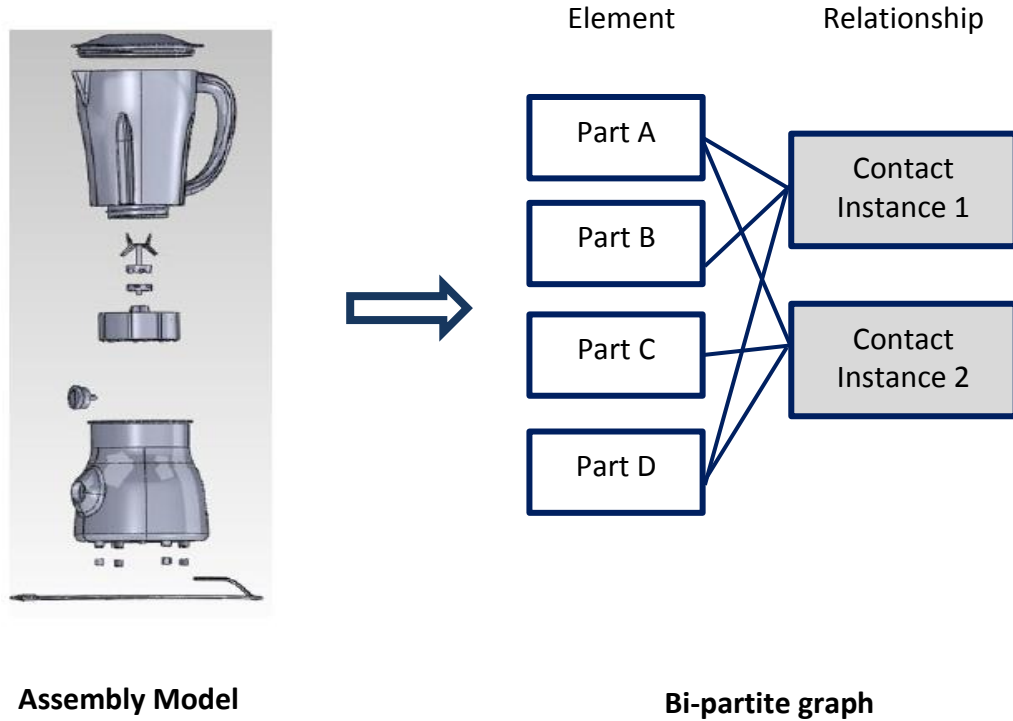 Element
Relationship
Part A
Part B
Part C
Part D
Contact
Instance 1
Contact
Instance 2
Assembly Model
Bi-partite graph